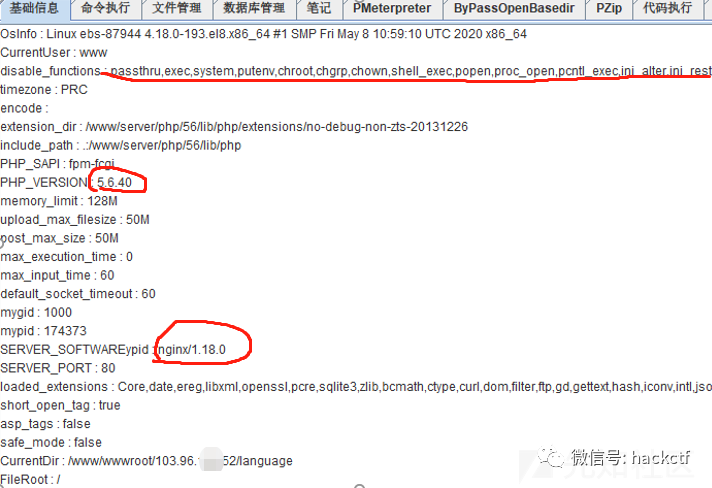 基础信息 命令执行 文件管理 数据库管理 笔记 PMeterpreter ByPassOpenBasedir PZip 代码执行
OsInfo : Linux ebs-87944 4.18.0-193.el8.x86_64 #1 SMP Fri May 8 10:59:10 UTC 2020 x86_64
CurrentUser : www
disable_functions : passthru,exec,system,putenv,chroot,chgrp,chown,shell_exec,popen,proc_open,pcntl_exec,ini_alter,ini_rest
timezone : PRC
encode :
extension_dir : /www/server/php/56/lib/php/extensions/no-debug-non-zts-20131226
include_path : .:/www/server/php/56/lib/php
PHP_SAPI : fpm-fcgi
PHP_VERSION : 5.6.40
memory_limit : 128M
upload_max_filesize : 50M
post_max_size : 50M
max_execution_time : 0
max_input_time : 60
default_socket_timeout : 60
mygid : 1000
mypid : 174373
SERVER_SOFTWAREypid : nginx/1.18.0
SERVER_PORT : 80
loaded_extensions : Core,date,ereg,libxml,openssl,pcre,sqlite3,zlib,bcmath,ctype,curl,dom,filter,ftp,gd,gettext,hash,iconv,intl,jso
short_open_tag : true
asp_tags : false
safe_mode : false
CurrentDir : /www/wwwroot/103.96. 52/language
FileRoot : /
微信号: hackctf